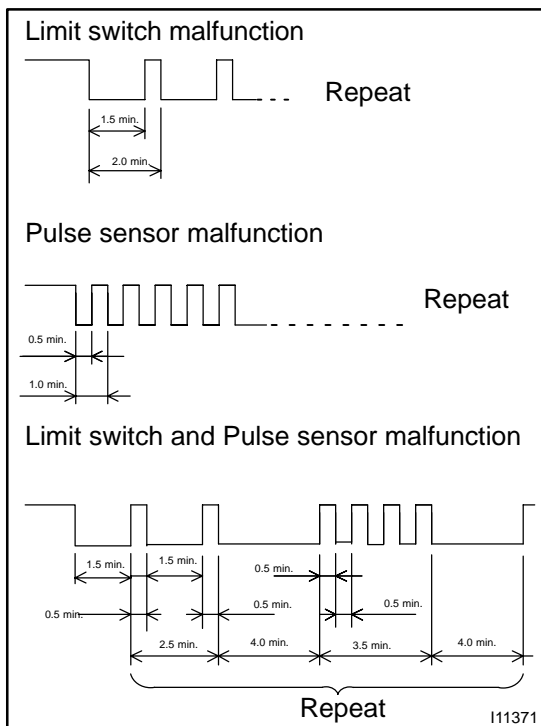 Limit switch malfunction
Repeat
1.5 min.
2.0 min.
Pulse sensor malfunction
Repeat
0.5 min.
1.0 min.
Limit switch and Pulse sensor malfunction
1.5 min.
1.5 min.
0.5 min.
0.5 min.
0.5 min.
0.5 min.
2.5 min.
4.0 min.
3.5 min.
4.0 min.
Repeat
I11371